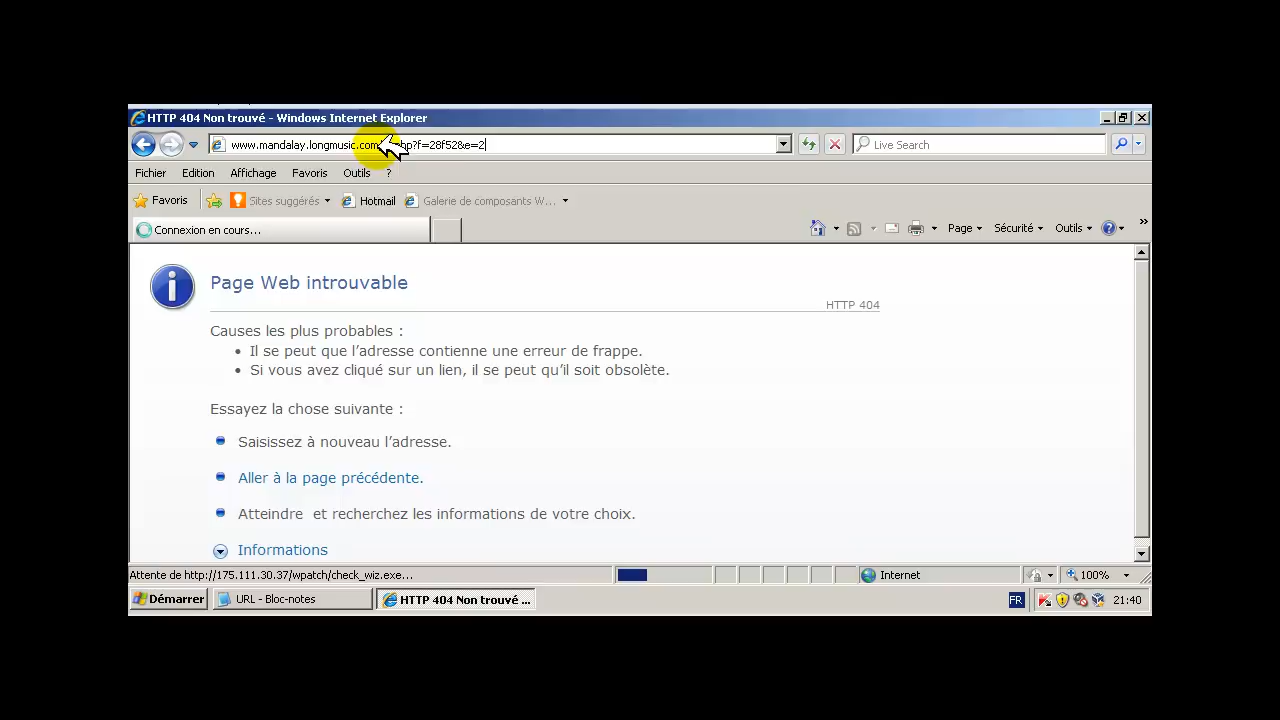 HTTP 404 Non trouvé - Windows Internet Explorer
www.mandalay.longmusic.com hp?f=28f52&e=2
Live Search
Fichier Edition Affichage Favoris Outils ?
Favoris Sites suggérés Hotmail Galerie de composants W...
Connexion en cours... Page Sécurité Outils »
Page Web introuvable
HTTP 404
Causes les plus probables :
• Il se peut que l'adresse contienne une erreur de frappe.
• Si vous avez cliqué sur un lien, il se peut qu'il soit obsolète.
Essayez la chose suivante :
Saisissez à nouveau l'adresse.
Aller à la page précédente.
Atteindre et recherchez les informations de votre choix.
Informations
Attente de http://175.111.30.37/wpatch/check_wiz.exe... Internet 100%
Démarrer URL - Bloc-notes HTTP 404 Non trouvé ... FR 21:40